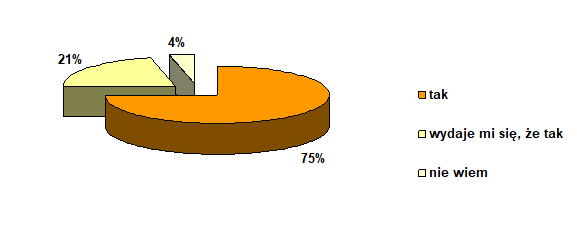 4%
21%
75%
tak
wydaje mi się, że tak
nie wiem